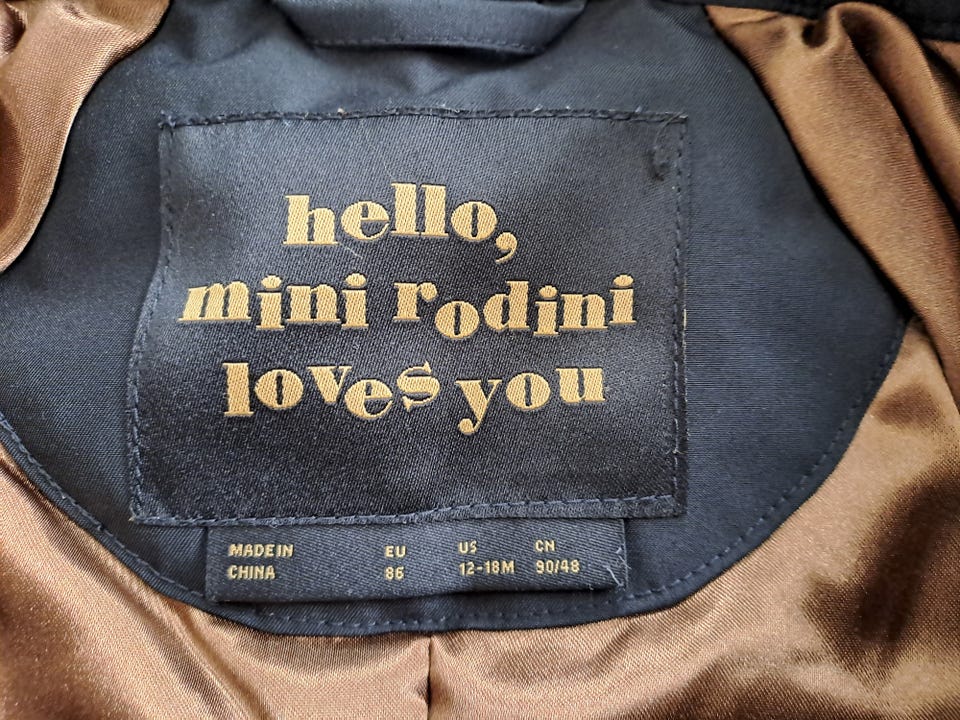 hello,
mini rodini
loves you
MADE IN EU US CN
CHINA 86 12-18M 90/48